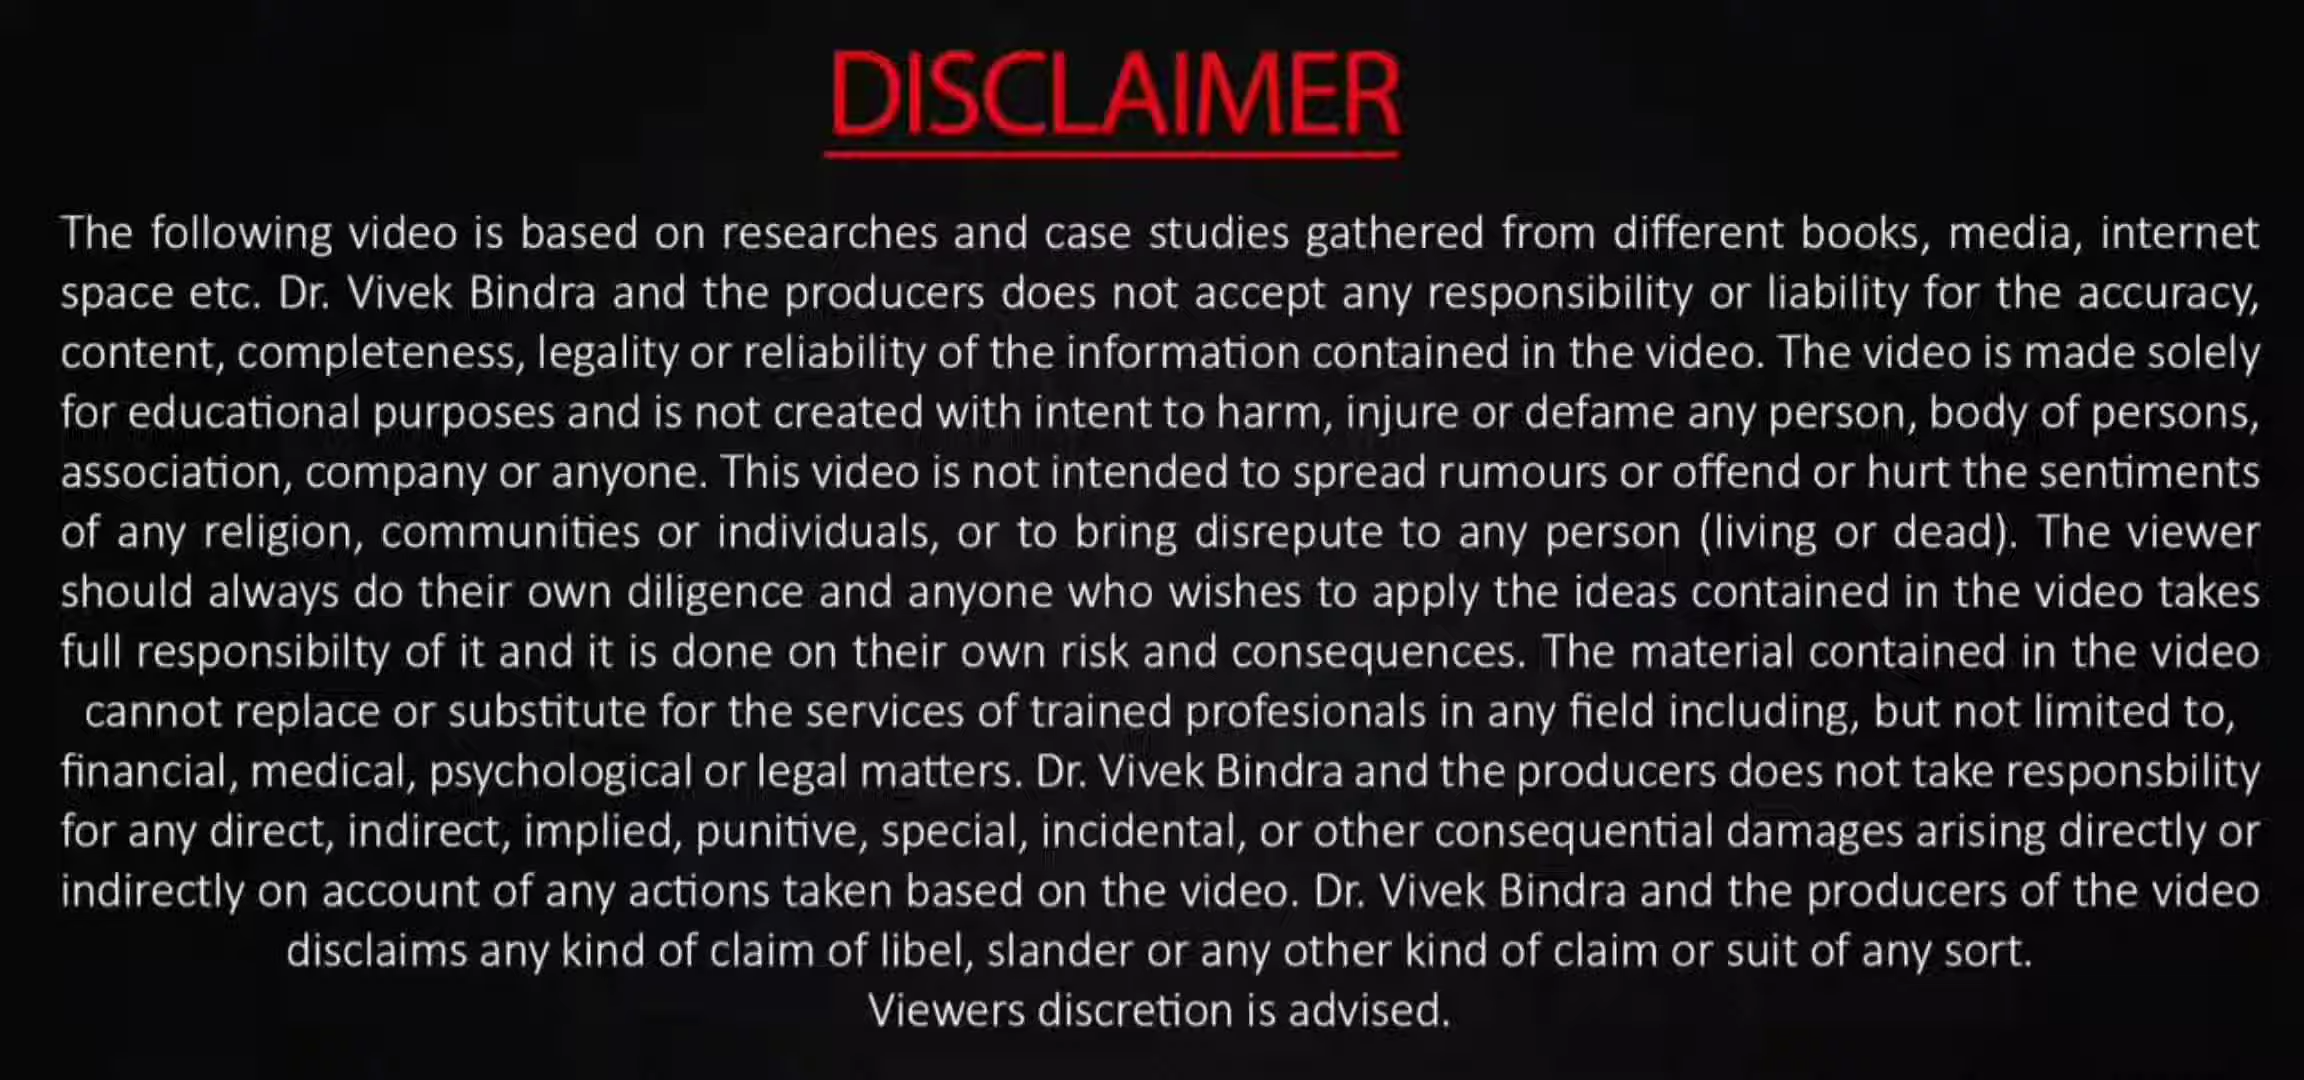 DISCLAIMER
The following video is based on researches and case studies gathered from different books, media, internet
space etc. Dr. Vivek Bindra and the producers does not accept any responsibility or liability for the accuracy,
content, completeness, legality or reliability of the information contained in the video. The video is made solely
for educational purposes and is not created with intent to harm, injure or defame any person, body of persons,
association, company or anyone. This video is not intended to spread rumours or offend or hurt the sentiments
of any religion, communities or individuals, or to bring disrepute to any person (living or dead). The viewer
should always do their own diligence and anyone who wishes to apply the ideas contained in the video takes
full responsibilty of it and it is done on their own risk and consequences. The material contained in the video
cannot replace or substitute for the services of trained profesionals in any field including, but not limited to,
financial, medical, psychological or legal matters. Dr. Vivek Bindra and the producers does not take responsbility
for any direct, indirect, implied, punitive, special, incidental, or other consequential damages arising directly or
indirectly on account of any actions taken based on the video. Dr. Vivek Bindra and the producers of the video
disclaims any kind of claim of libel, slander or any other kind of claim or suit of any sort.
Viewers discretion is advised.